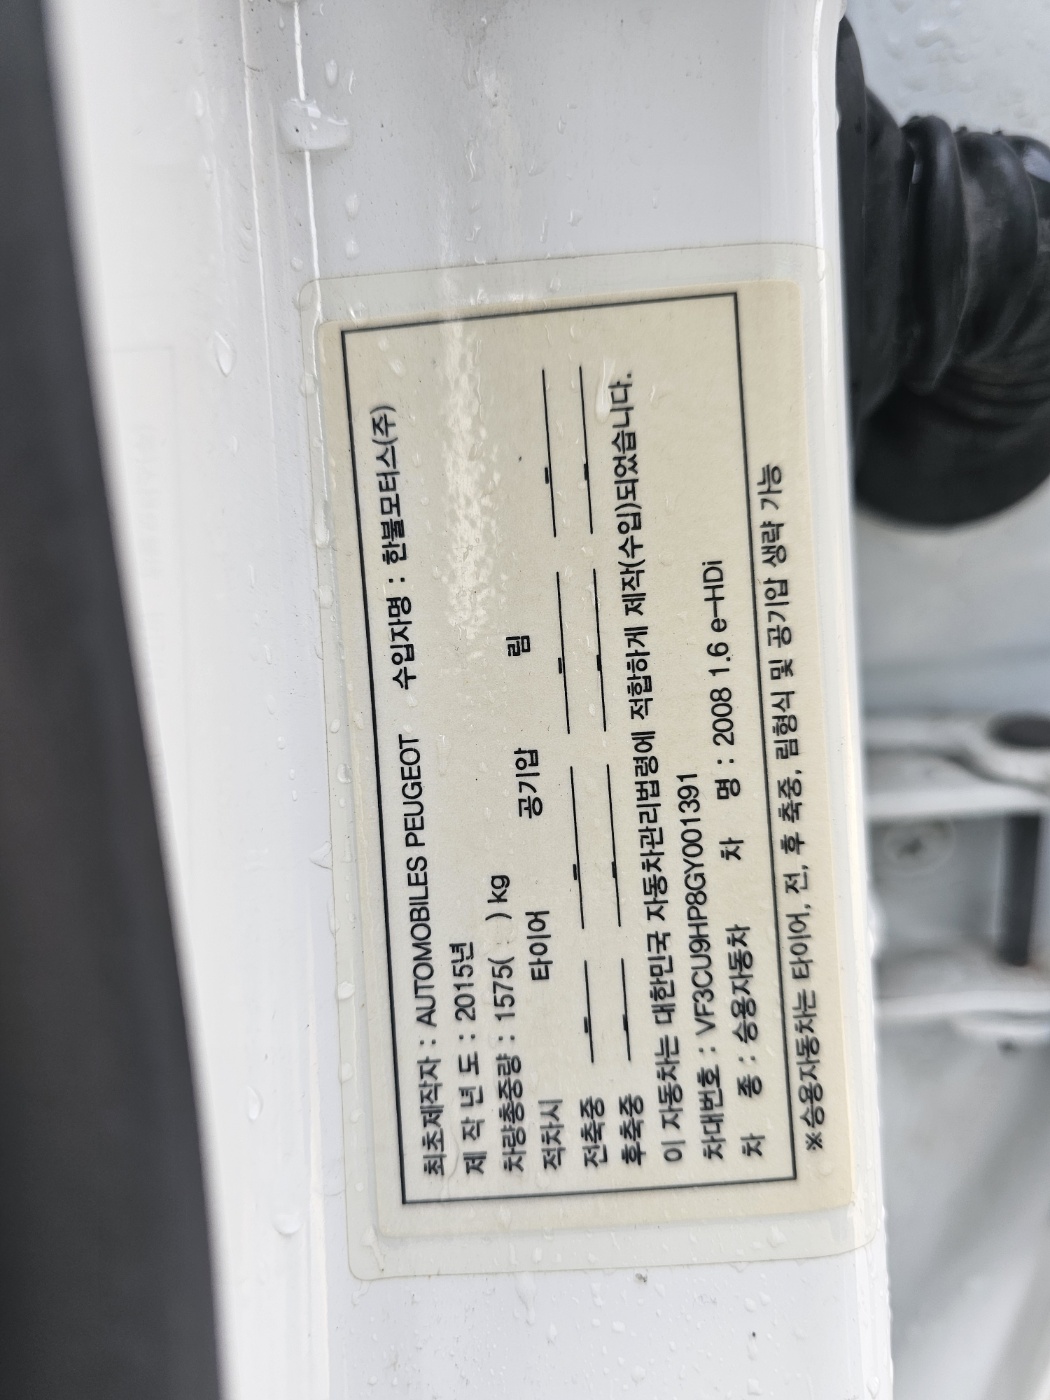 최초제작자 : AUTOMOBILES PEUGEOT 수입자명 : 한불모터스(주)
제 작 년 도 : 2015년
차량총중량 : 1575( : ) kg
적차시 타이어 공기압 림
전축중
후축중
이 자동차는 대한민국 자동차관리법령에 적합하게 제작(수입)되었습니다.
차대번호 : VF3CU9HP8GY001391
차 종 : 승용자동차 차 명 : 2008 1.6 e-HDi
※승용자동차는 타이어, 전, 후 축중, 림형식 및 공기압 생략 가능